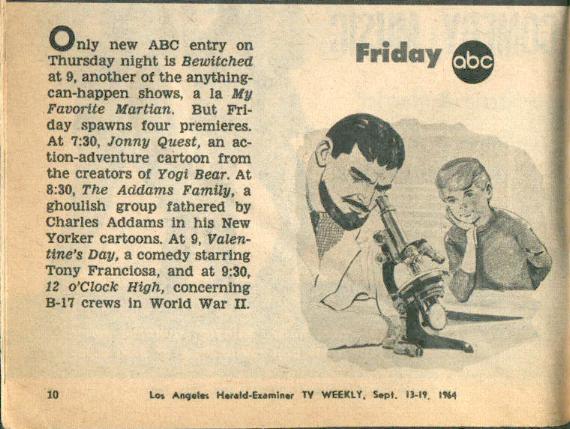 Only new ABC entry on
Thursday night is Bewitched
at 9, another of the anything-
can-happen shows, a la My
Favorite Martian. But Fri-
day spawns four premieres.
At 7:30, Jonny Quest, an ac-
tion-adventure cartoon from
the creators of Yogi Bear. At
8:30, The Addams Family, a
ghoulish group fathered by
Charles Addams in his New
Yorker cartoons. At 9, Valen-
tine's Day, a comedy starring
Tony Franciosa, and at 9:30,
12 o'Clock High, concerning
B-17 crews in World War II.
Friday abc
10 Los Angeles Herald-Examiner TV WEEKLY, Sept. 13-19, 1964